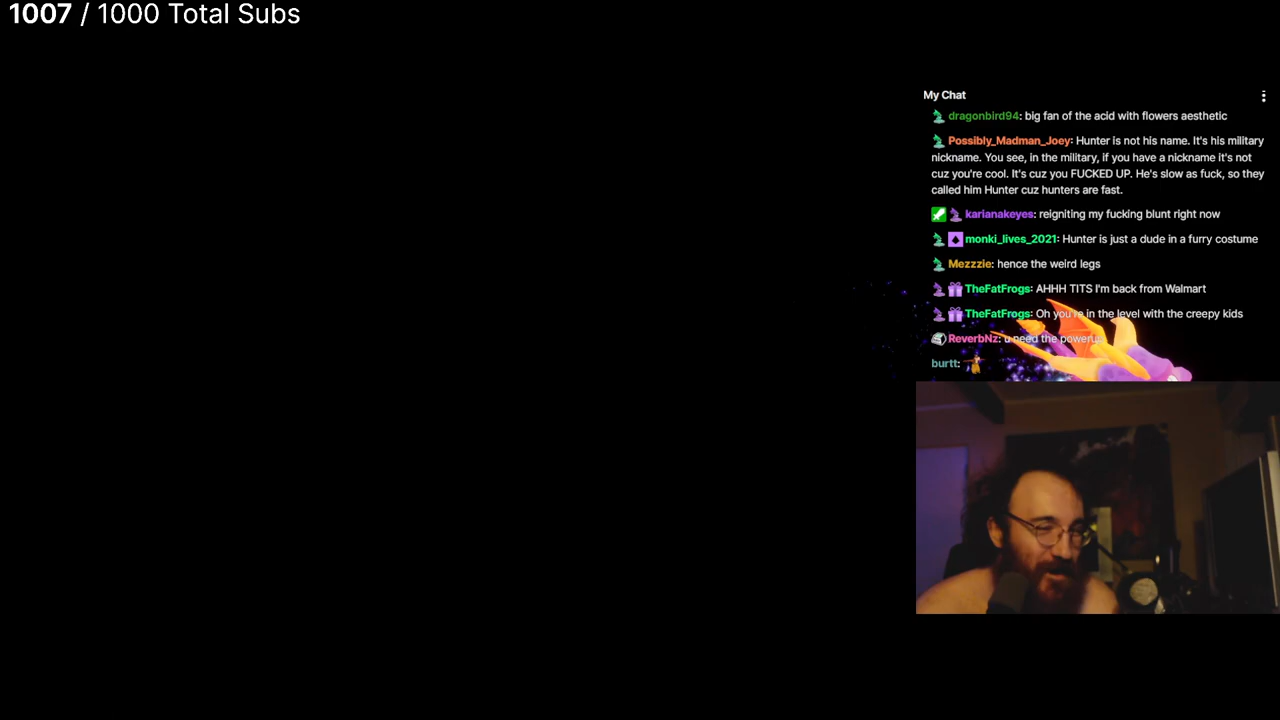 1007 / 1000 Total Subs
My Chat
dragonbird94: big fan of the acid with flowers aesthetic
Possibly_Madman_Joey: Hunter is not his name. It's his military
nickname. You see, in the military, if you have a nickname it's not
cuz you're cool. It's cuz you FUCKED UP. He's slow as fuck, so they
called him Hunter cuz hunters are fast.
karianakeyes: reigniting my fucking blunt right now
monki_lives_2021: Hunter is just a dude in a furry costume
Mezzzie: hence the weird legs
TheFatFrogs: AHHH TITS I'm back from Walmart
TheFatFrogs: Oh you're in the level with the creepy kids
ReverbNz: u need the powerup
burtt: